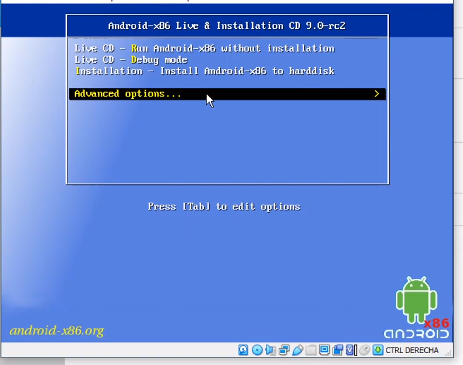 Android-x86 Live & Installation CD 9.0-rc2
Live CD - Run Android-x86 without installation
Live CD - Debug mode
Installation - Install Android-x86 to harddisk
Advanced options... >
Press [Tab] to edit options
x86
android-x86.org
ANDROID
CTRL DERECHA